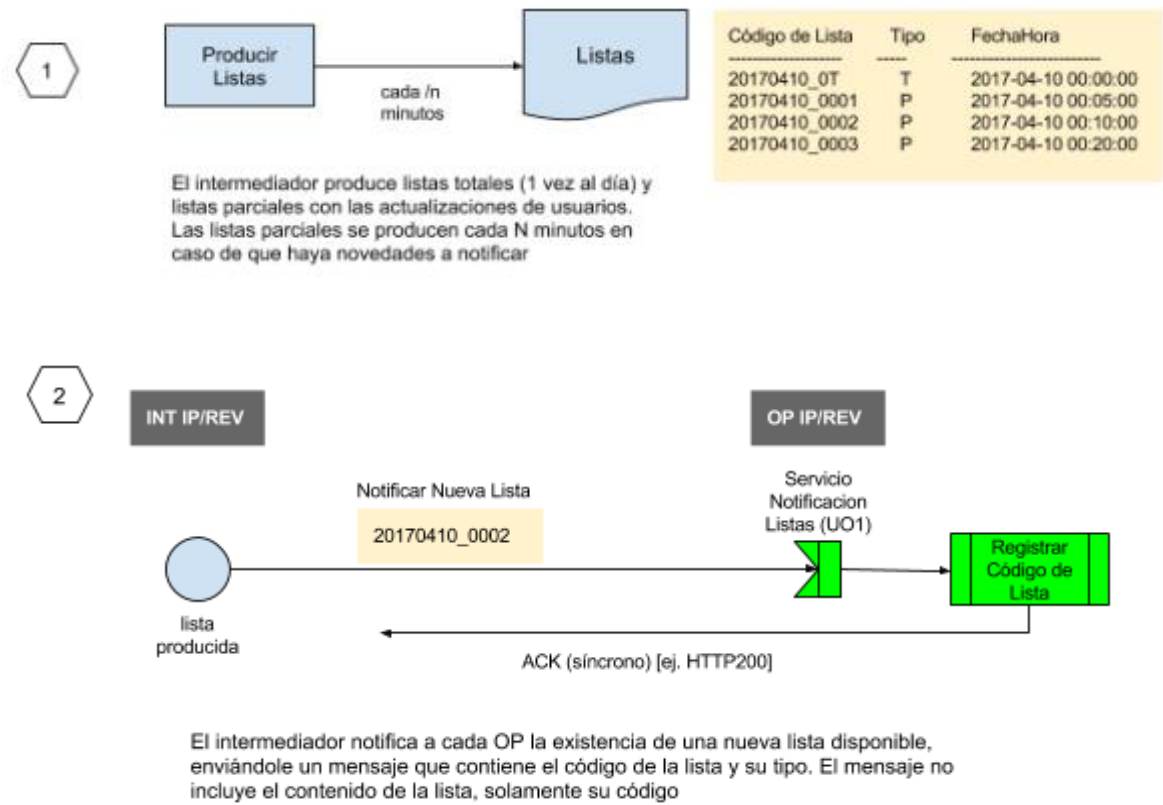 1
Producir
Listas
cada /n
minutos
Listas
Código de Lista Tipo FechaHora
------------------- ----- -------------------------
20170410_0T T 2017-04-10 00:00:00
20170410_0001 P 2017-04-10 00:05:00
20170410_0002 P 2017-04-10 00:10:00
20170410_0003 P 2017-04-10 00:20:00
El intermediador produce listas totales (1 vez al día) y
listas parciales con las actualizaciones de usuarios.
Las listas parciales se producen cada N minutos en
caso de que haya novedades a notificar
2
INT IP/REV
OP IP/REV
Notificar Nueva Lista
20170410_0002
Servicio
Notificacion
Listas (UO1)
Registrar
Código de
Lista
lista
producida
ACK (síncrono) [ej. HTTP200]
El intermediador notifica a cada OP la existencia de una nueva lista disponible,
enviándole un mensaje que contiene el código de la lista y su tipo. El mensaje no
incluye el contenido de la lista, solamente su código